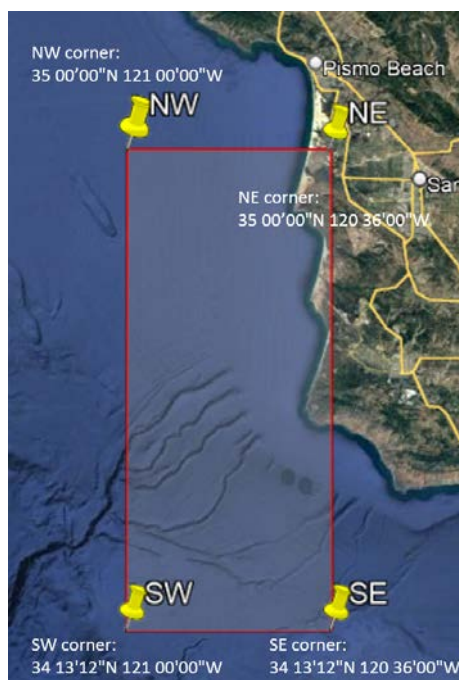 NW corner:
35 00'00"N 121 00'00"W
Pismo Beach
NW
NE
San
NE corner:
35 00'00"N 120 36'00"W
SW
SE
SW corner:
34 13'12"N 121 00'00"W
SE corner:
34 13'12"N 120 36'00"W